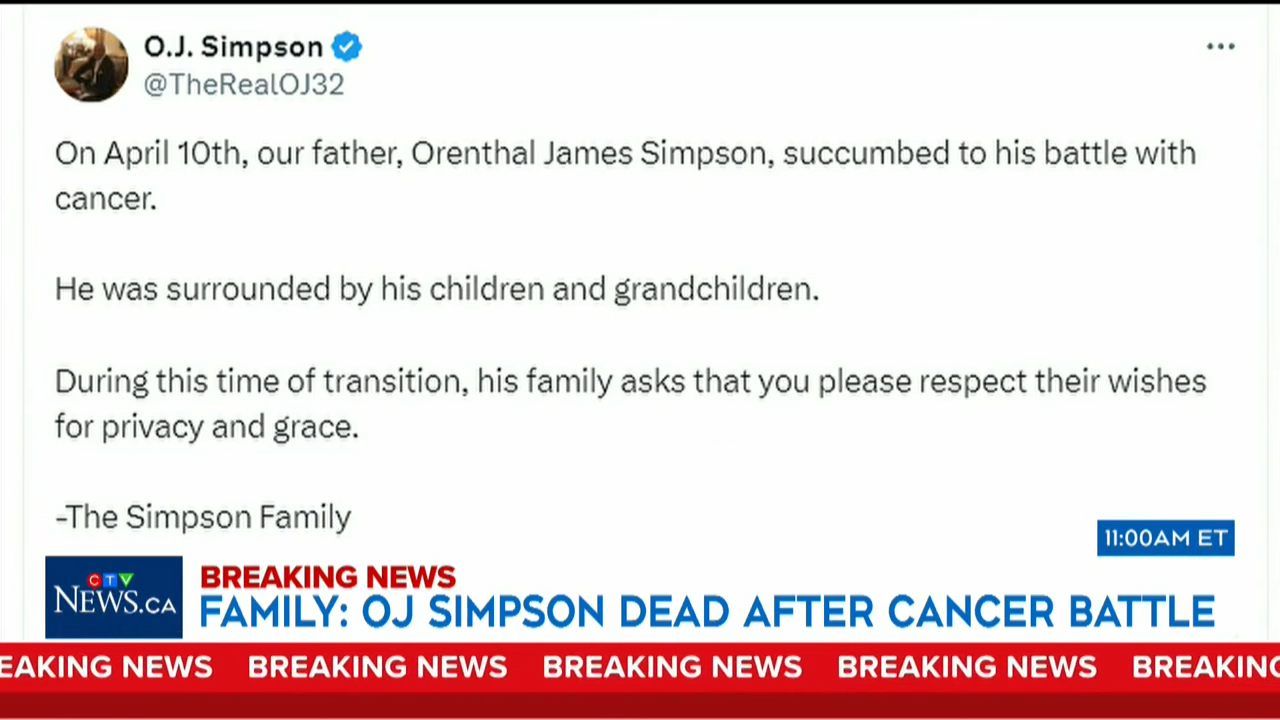 O.J. Simpson
@TheRealOJ32
On April 10th, our father, Orenthal James Simpson, succumbed to his battle with
cancer.
He was surrounded by his children and grandchildren.
During this time of transition, his family asks that you please respect their wishes
for privacy and grace.
-The Simpson Family
11:00AM ET
CTV
NEWS.CA
BREAKING NEWS
FAMILY: OJ SIMPSON DEAD AFTER CANCER BATTLE
EAKING NEWS BREAKING NEWS BREAKING NEWS BREAKING NEWS BREAKING